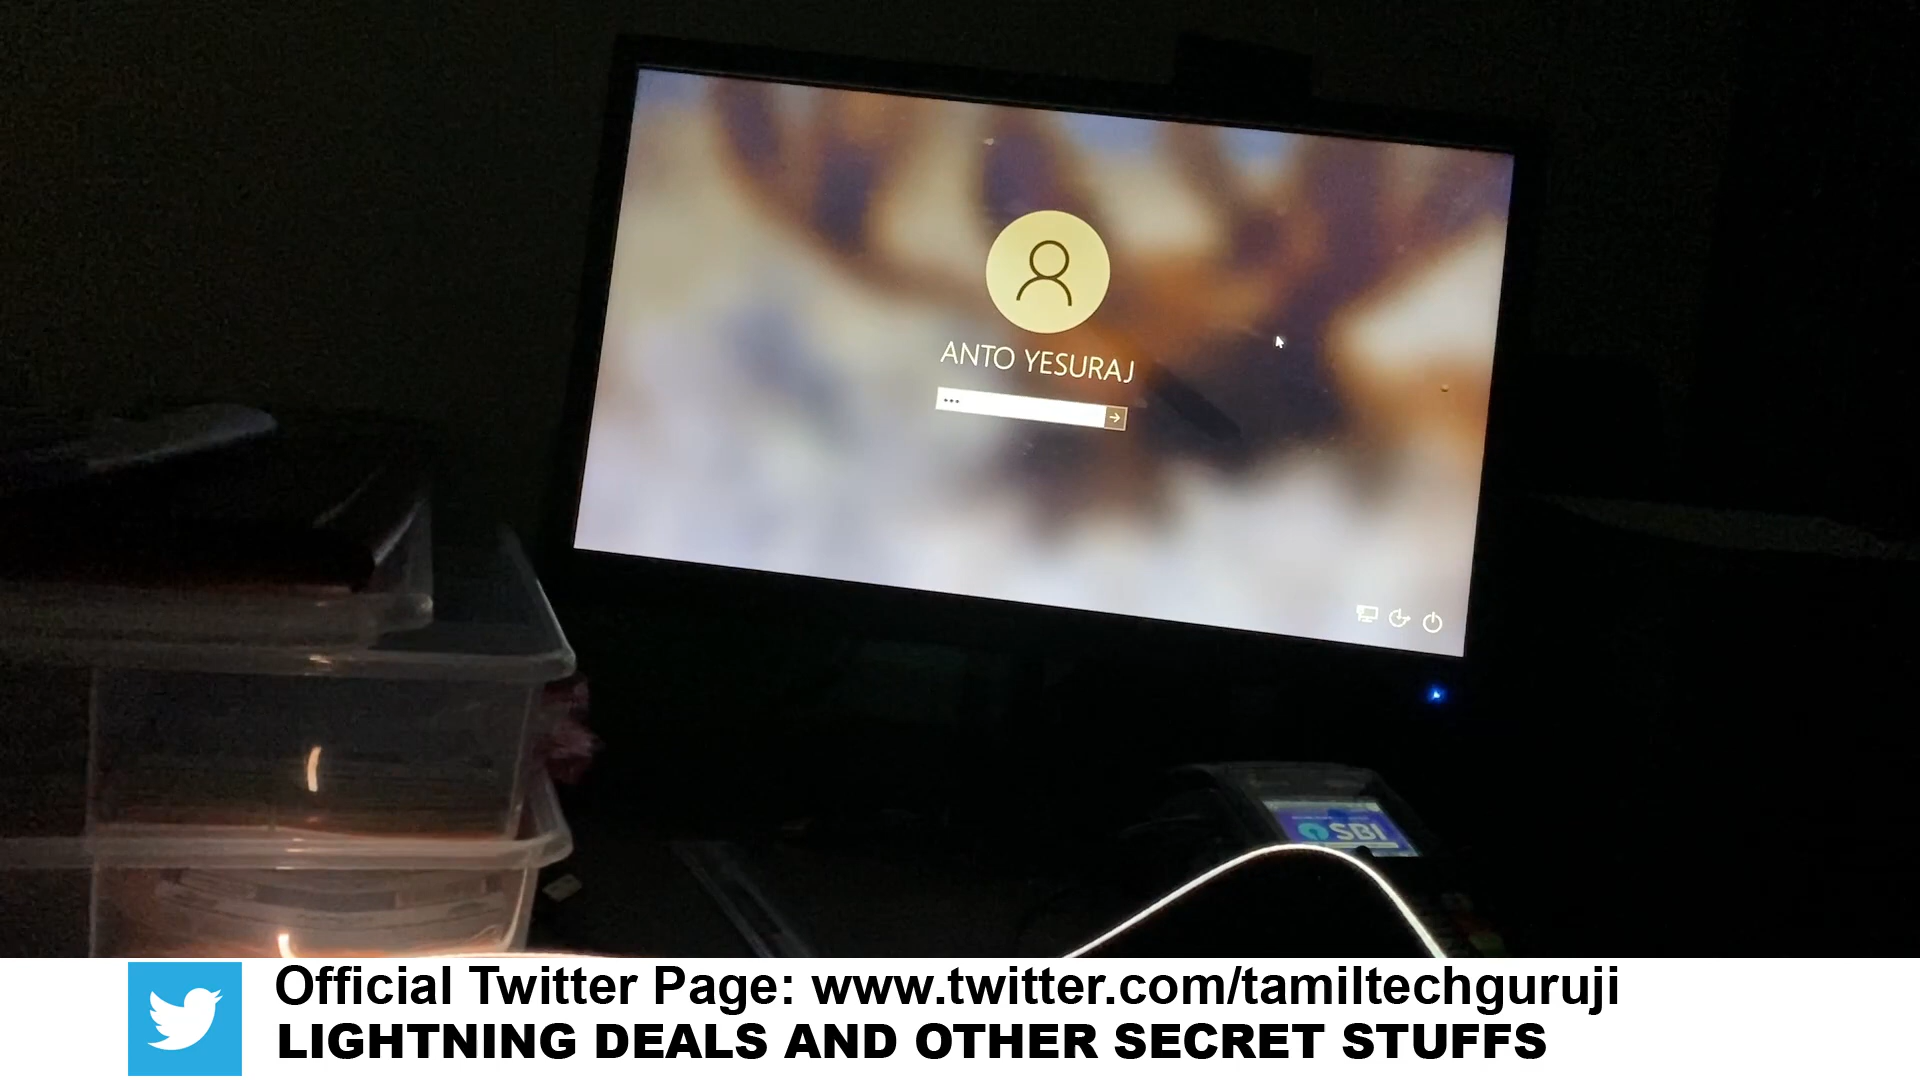 ANTO YESURAJ
SBI
Official Twitter Page: www.twitter.com/tamiltechguruji
LIGHTNING DEALS AND OTHER SECRET STUFFS